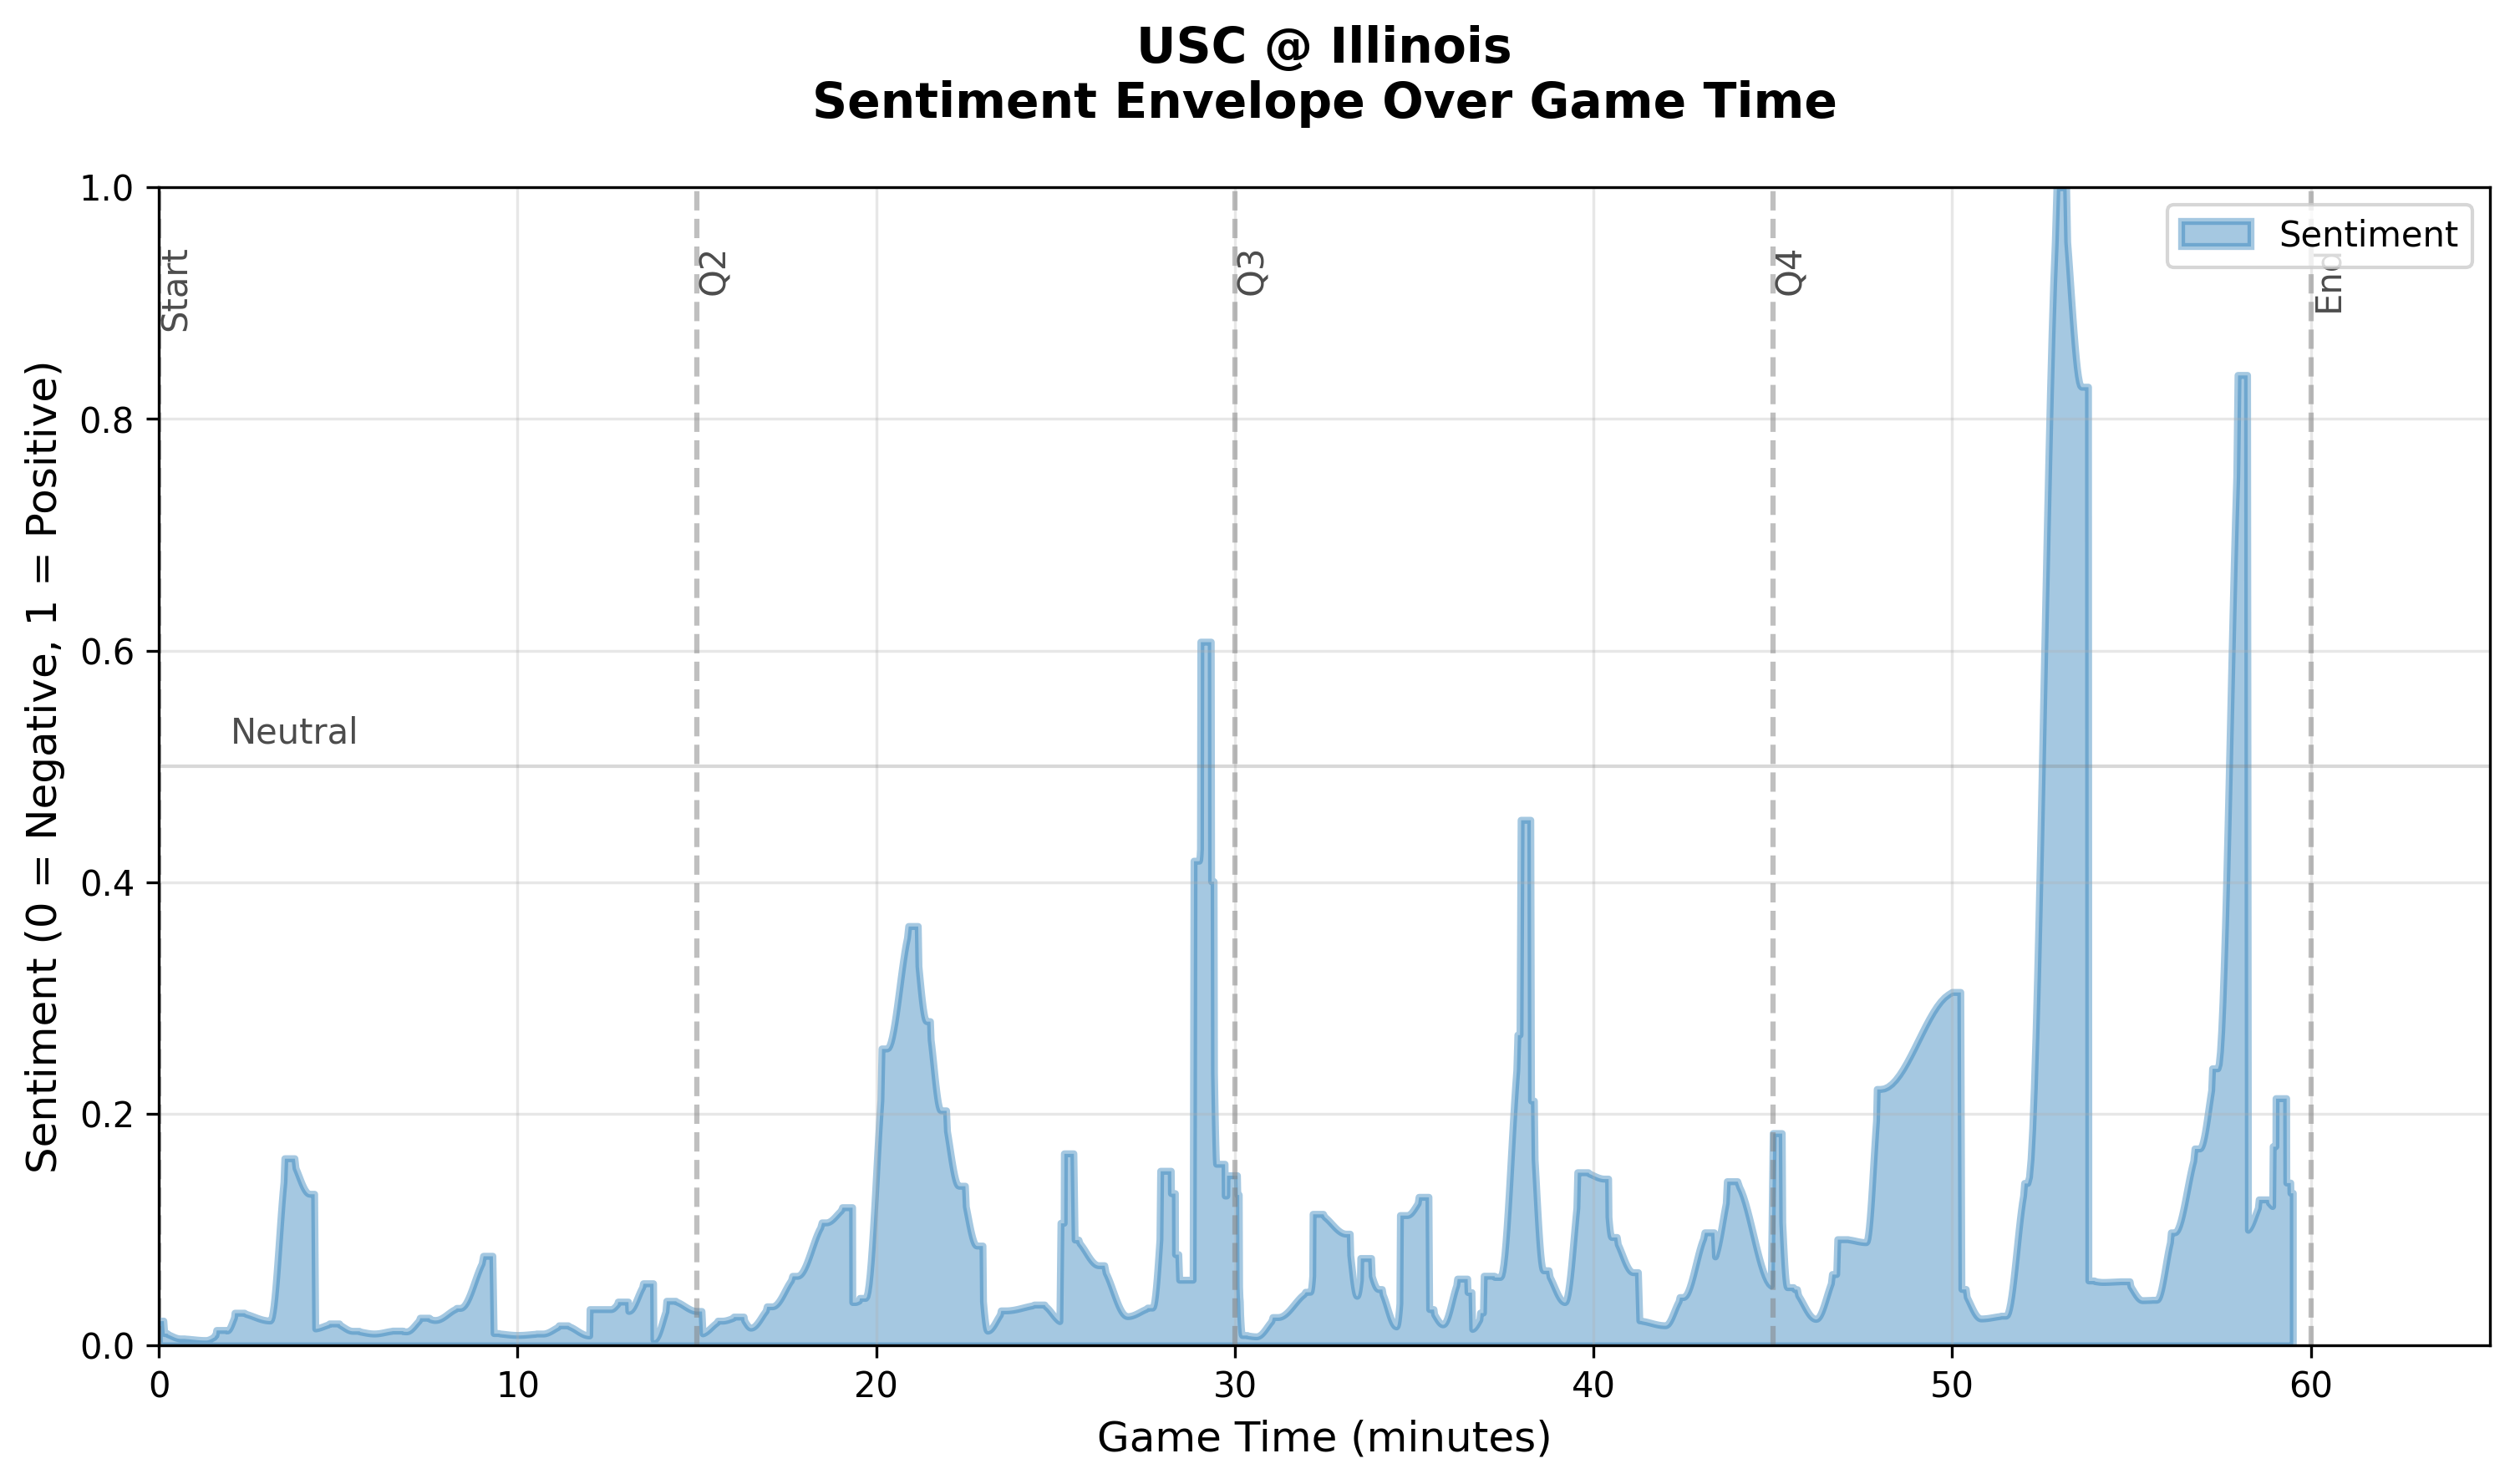 USC @ Illinois
Sentiment Envelope Over Game Time
Sentiment (0 = Negative, 1 = Positive)
1.0
0.8
0.6
0.4
0.2
0.0
Start
Q2
Q3
Q4
End
Sentiment
Neutral
0
10
20
30
40
50
60
Game Time (minutes)